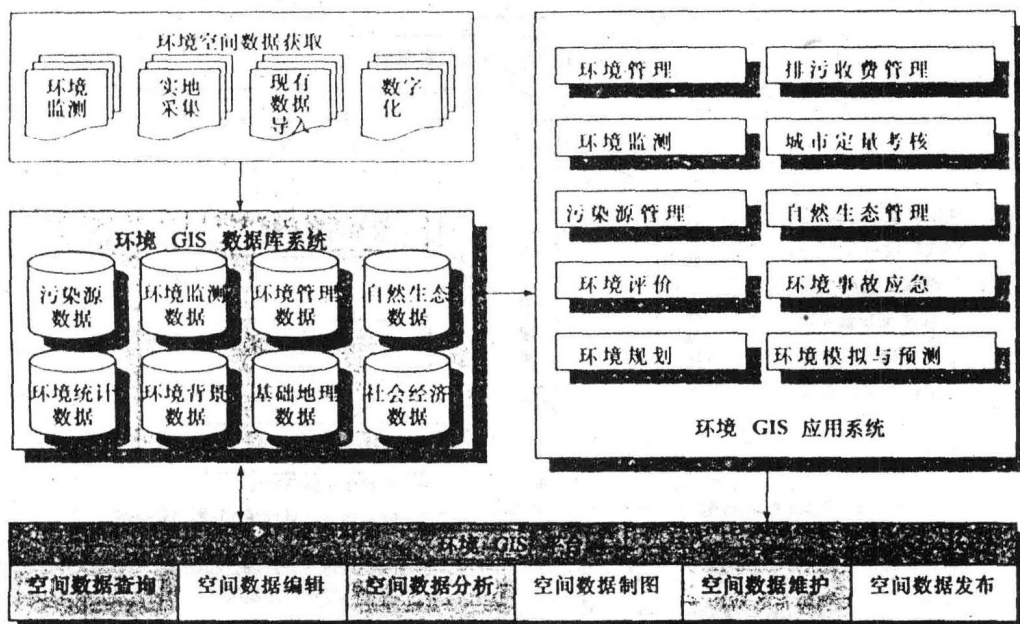 环境空间数据获取
环境
监测
实地
采集
现有
数据
导入
数字
化
环境 GIS 数据库系统
污染源
数据
环境监测
数据
环境管理
数据
自然生态
数据
环境统计
数据
环境背景
数据
基础地理
数据
社会经济
数据
环境管理
排污收费管理
环境监测
城市定量考核
污染源管理
自然生态管理
环境评价
环境事故应急
环境规划
环境模拟与预测
环境 GIS 应用系统
环境 GIS 平台
空间数据查询
空间数据编辑
空间数据分析
空间数据制图
空间数据维护
空间数据发布